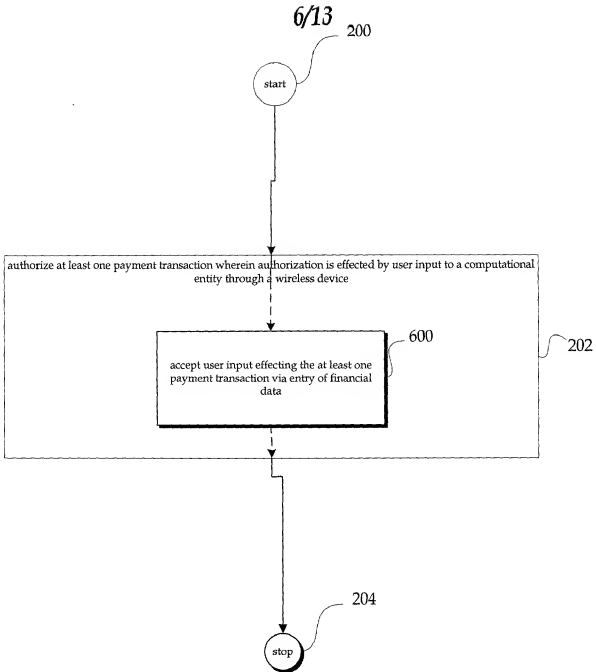 6/13
200
start
authorize at least one payment transaction wherein authorization is effected by user input to a computational
entity through a wireless device
600
202
accept user input effecting the at least one
payment transaction via entry of financial
data
204
stop